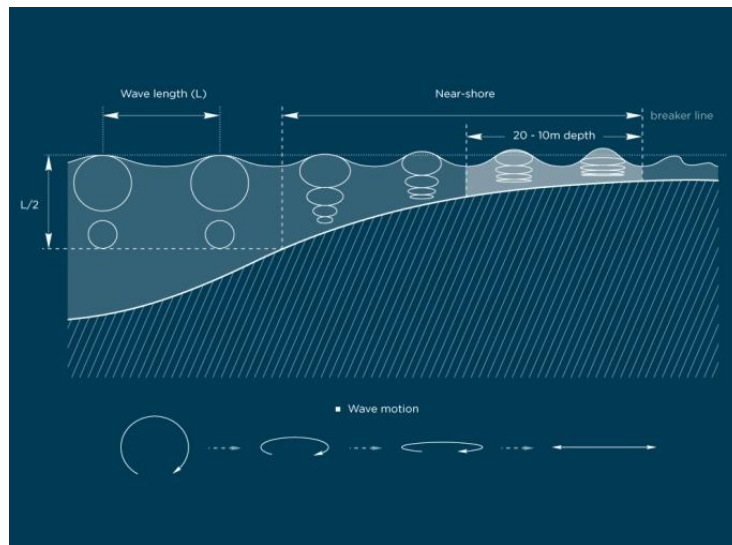 Wave length (L)
Near-shore
breaker line
20 - 10m depth
L/2
Wave motion